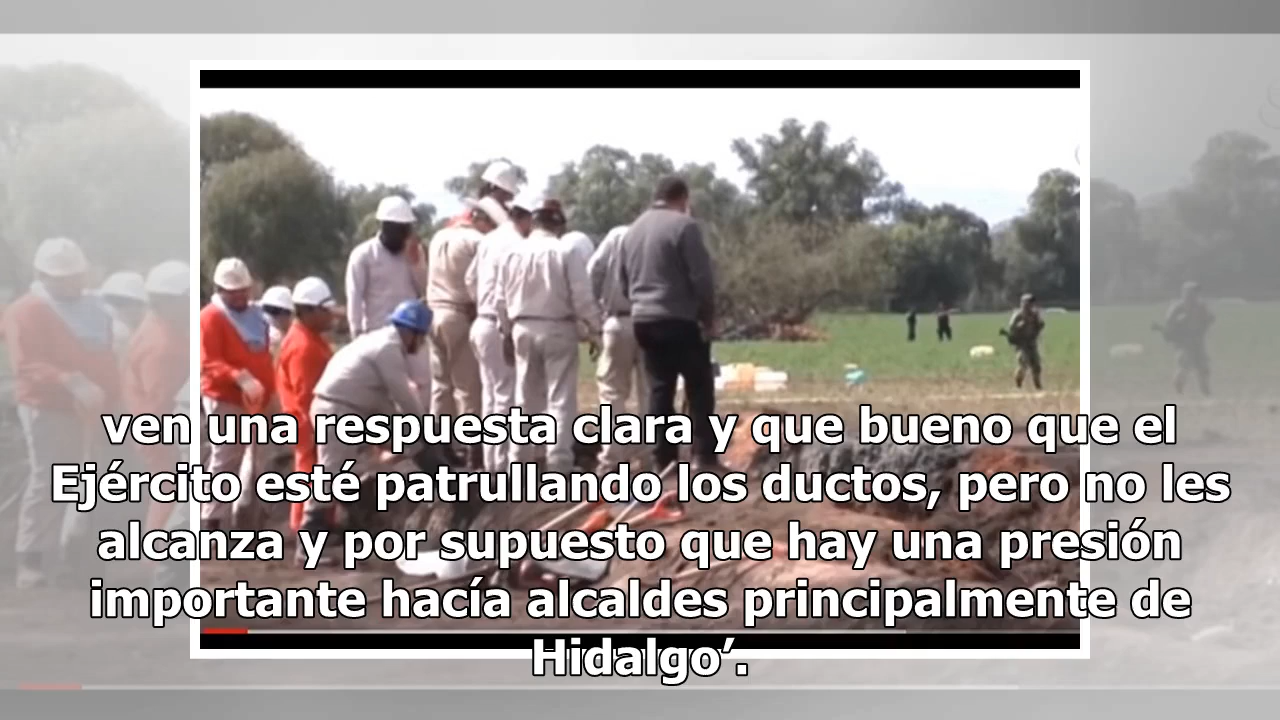 ven una respuesta clara y que bueno que el
Ejército esté patrullando los ductos, pero no les
alcanza y por supuesto que hay una presión
importante hacía alcaldes principalmente de
Hidalgo’.